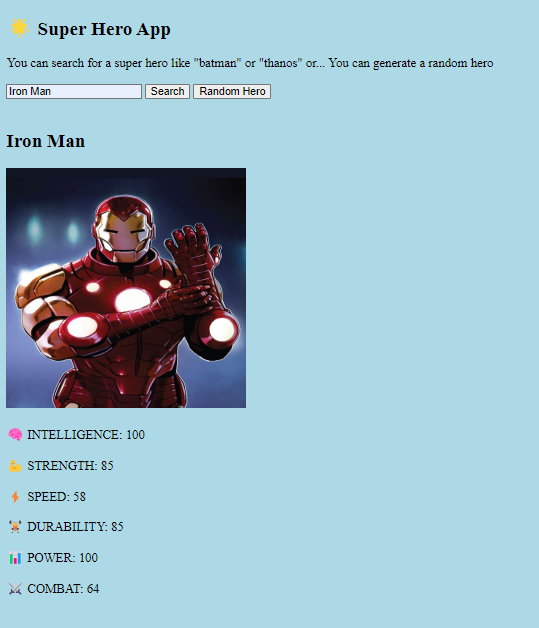 🌟 Super Hero App
You can search for a super hero like "batman" or "thanos" or... You can generate a random hero
Iron Man Search Random Hero
Iron Man
🧠 INTELLIGENCE: 100
💪 STRENGTH: 85
⚡ SPEED: 58
🏋️ DURABILITY: 85
📊 POWER: 100
⚔️ COMBAT: 64